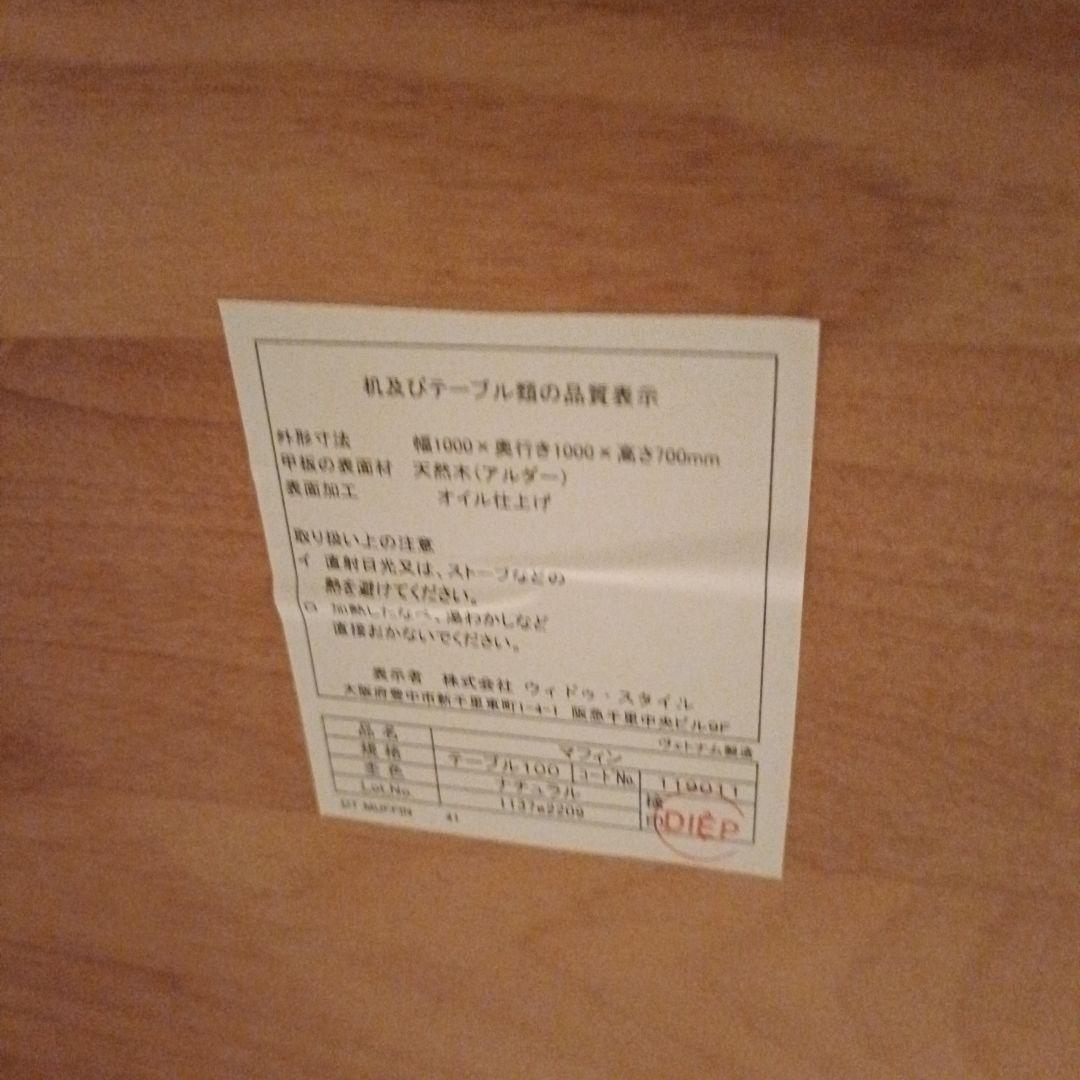 机及びテーブル類の品質表示
外形寸法 幅1000×奥行き1000×高さ700mm
甲板の表面材 天然木(アルダー)
表面加工 オイル仕上げ
取り扱い上の注意
イ 直射日光又は、ストーブなどの
熱を避けてください。
ロ 加熱したなべ、湯わかしなど
直接おかないでください。
表示者 株式会社 ウィドゥ・スタイル
大阪府豊中市新千里東町1-4-1 阪急千里中央ビル9F
ヴェトナム製造
品名 マフィン
規格 テーブル100 コードNo. 119011
主色 ナチュラル
Lot.No 1137e2209 検印 DIỆP
DT MUFFIN 41